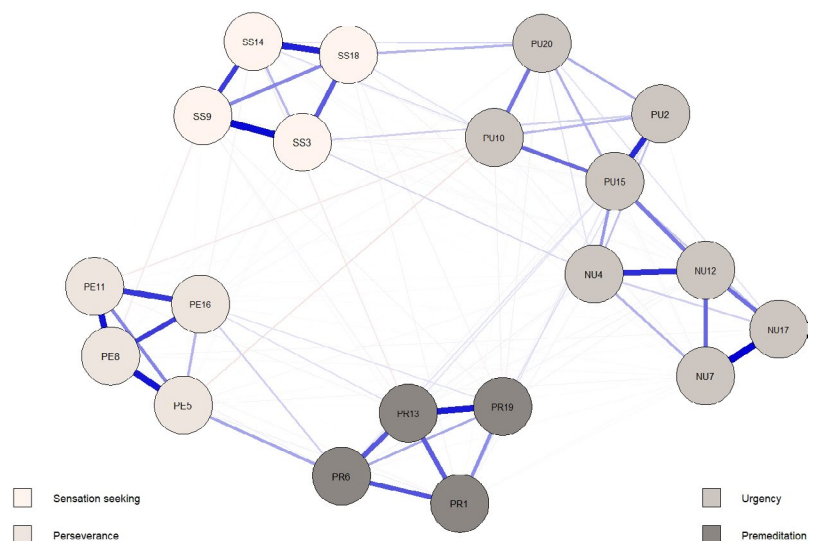 SS14
SS18
PU20
SS9
SS3
PU10
PU2
PU15
NU4
NU12
NU17
NU7
PE11
PE16
PE8
PE5
PR13
PR19
PR6
PR1
Sensation seeking
Perseverance
Urgency
Premeditation